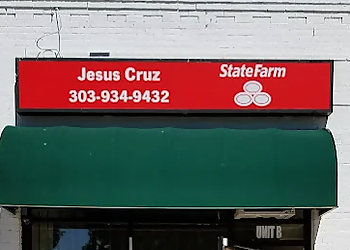 Jesus Cruz
303-934-9432
StateFarm
UNIT B